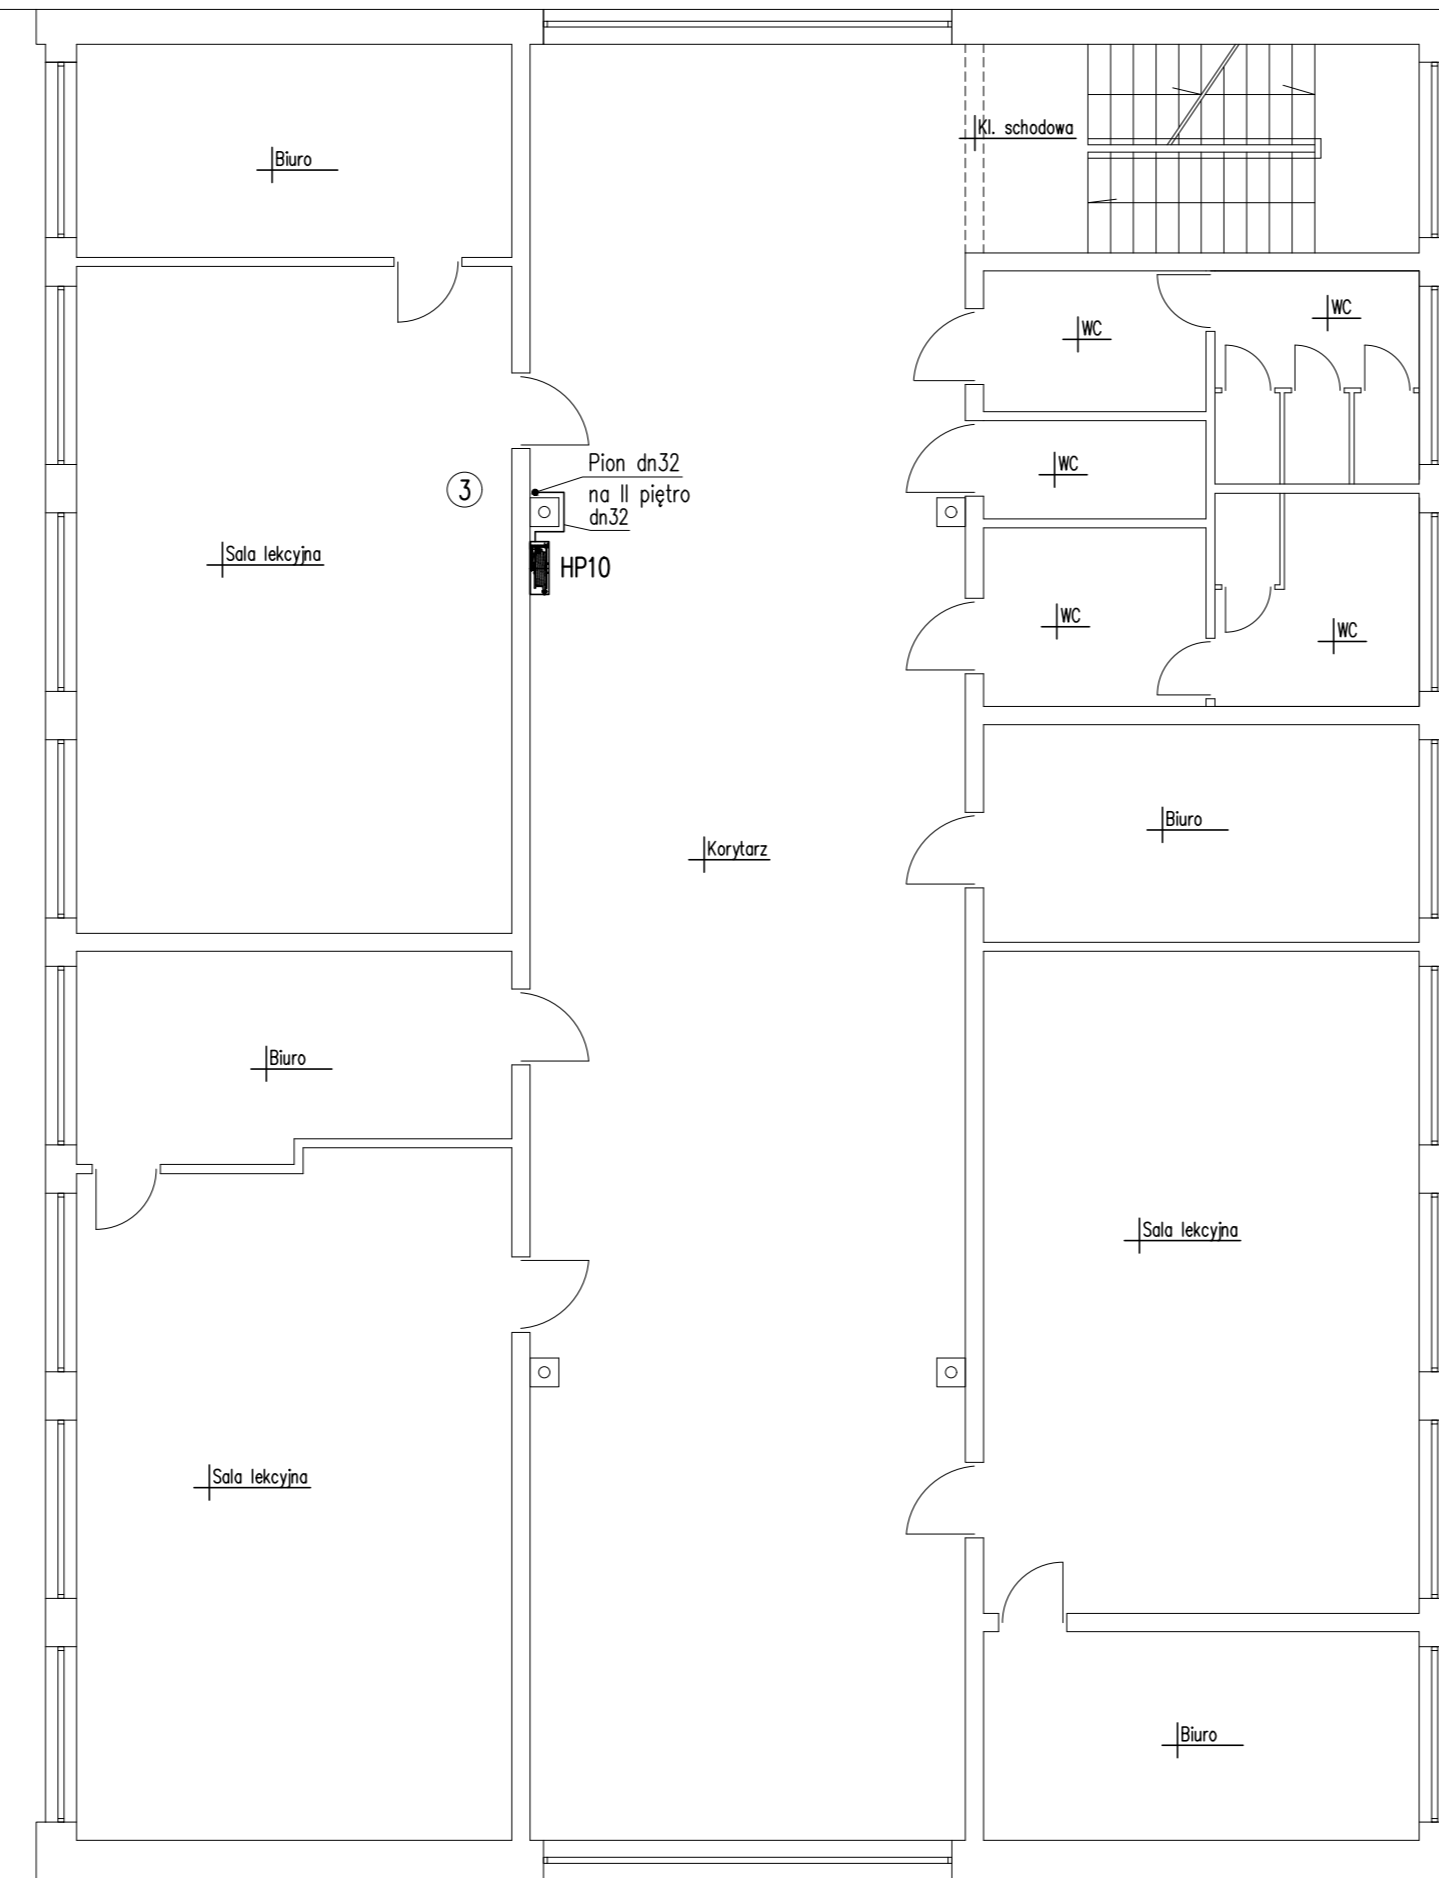 Kl. schodowa
Biuro
WC
WC
WC
Pion dn32
na II piętro
dn32
3
Sala lekcyjna
HP10
WC
WC
Biuro
Korytarz
Biuro
Sala lekcyjna
Sala lekcyjna
Biuro